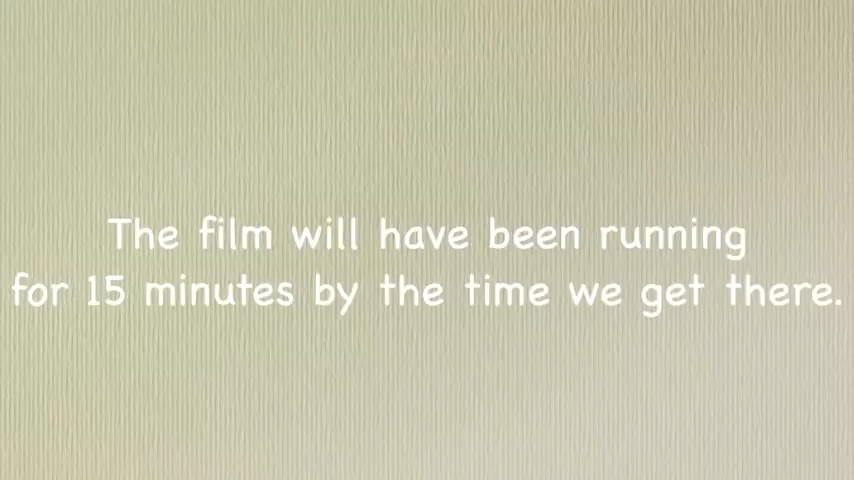 The film will have been running
for 15 minutes by the time we get there.